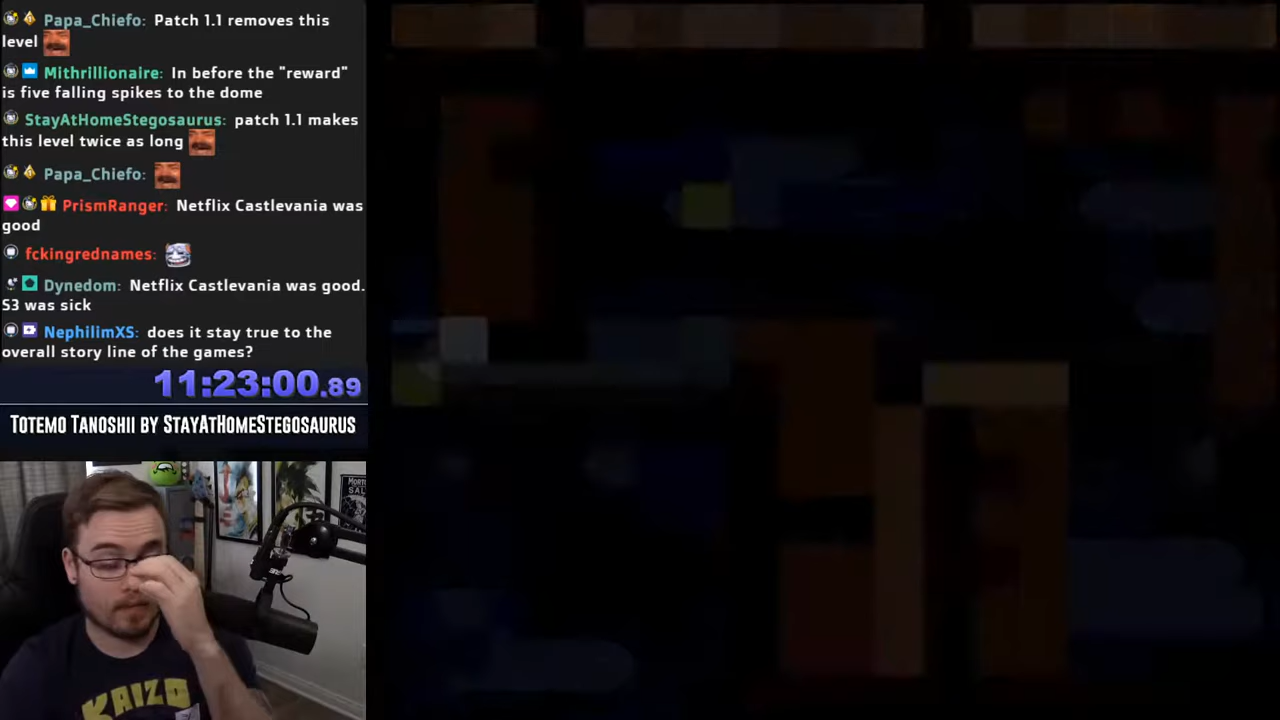 Papa_Chiefo: Patch 1.1 removes this
level
Mithrillionaire: In before the "reward"
is five falling spikes to the dome
StayAtHomeStegosaurus: patch 1.1 makes
this level twice as long
Papa_Chiefo:
PrismRanger: Netflix Castlevania was
good
fckingrednames:
Dynedom: Netflix Castlevania was good.
S3 was sick
NephilimXS: does it stay true to the
overall story line of the games?
11:23:00.89
Totemo Tanoshii by StayAtHomeStegosaurus
KAIZO